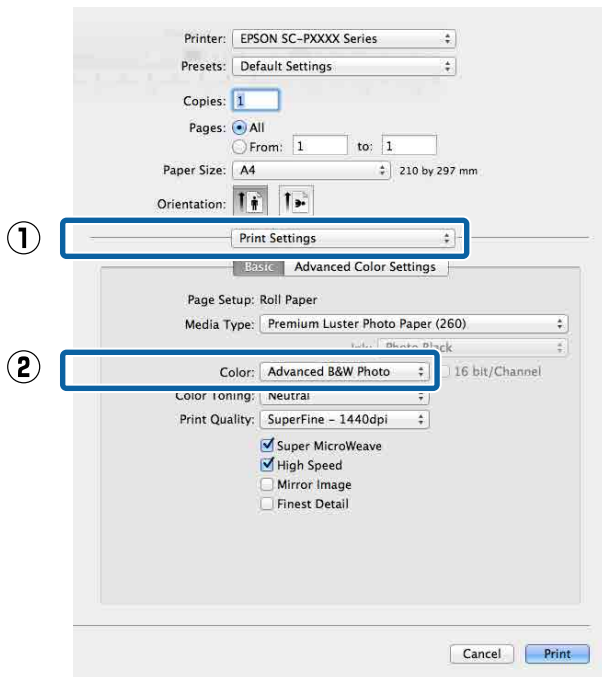 Printer: EPSON SC-PXXXX Series
Presets: Default Settings
Copies: 1
Pages: All
From: 1 to: 1
Paper Size: A4 210 by 297 mm
Orientation:
① Print Settings
Basic Advanced Color Settings
Page Setup: Roll Paper
Media Type: Premium Luster Photo Paper (260)
Ink: Photo Black
② Color: Advanced B&W Photo 16 bit/Channel
Color Toning: Neutral
Print Quality: SuperFine - 1440dpi
Super MicroWeave
High Speed
Mirror Image
Finest Detail
Cancel Print